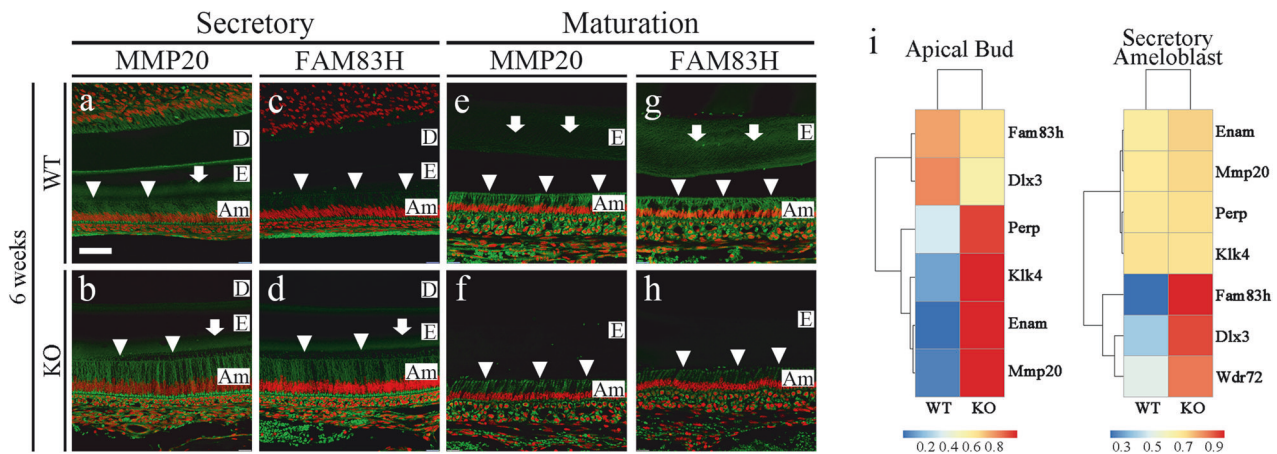 Secretory Maturation
MMP20 FAM83H MMP20 FAM83H
6 weeks
WT
a D E Am
c D E Am
e E Am
g E Am
KO
b D E Am
d D E Am
f E Am
h E Am
i
Apical Bud
Fam83h
Dlx3
Perp
Klk4
Enam
Mmp20
WT KO
0.2 0.4 0.6 0.8
Secretory
Ameloblast
Enam
Mmp20
Perp
Klk4
Fam83h
Dlx3
Wdr72
WT KO
0.3 0.5 0.7 0.9